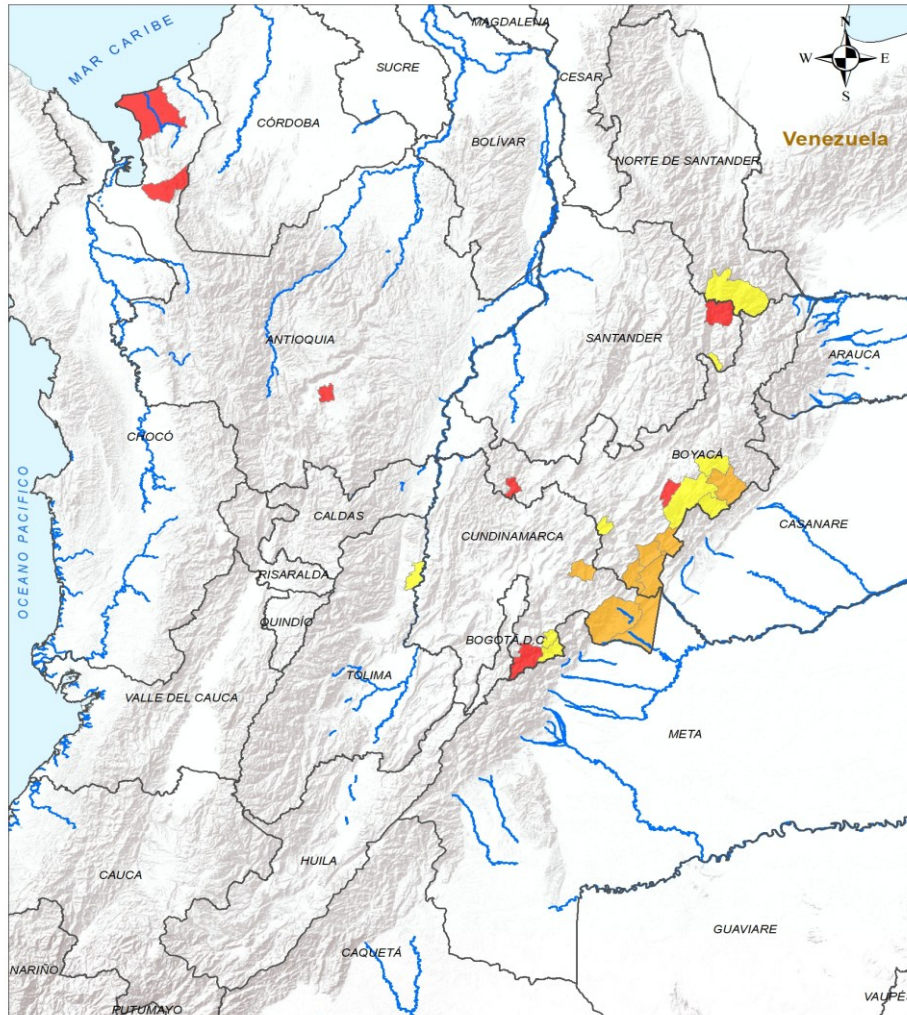 MAGDALENA
MAR CARIBE
N
W
E
S
SUCRE
CESAR
CÓRDOBA
BOLÍVAR
Venezuela
NORTE DE SANTANDER
ANTIOQUIA
SANTANDER
ARAUCA
CHOCÓ
BOYACÁ
OCEANO PACIFICO
CALDAS
CASANARE
CUNDINAMARCA
RISARALDA
QUINDÍO
BOGOTÁ D.C.
TOLIMA
VALLE DEL CAUCA
META
CAUCA
HUILA
GUAVIARE
CAQUETÁ
NARIÑO
PUTUMAYO